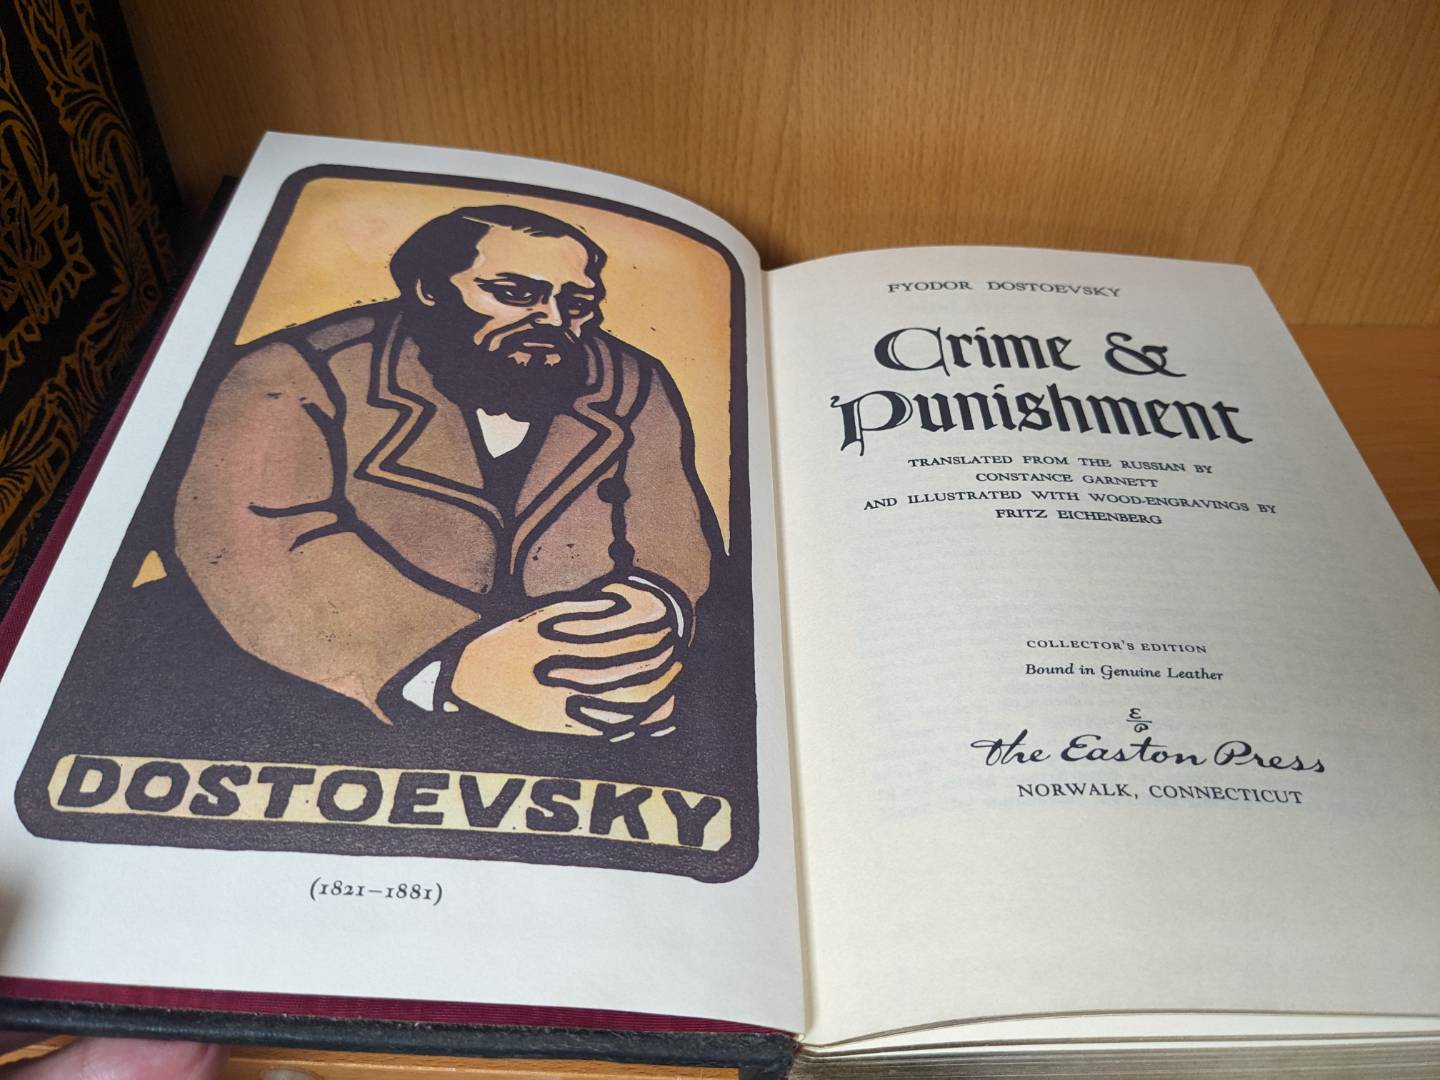 DOSTOEVSKY
(1821–1881)
FYODOR DOSTOEVSKY
Crime &
Punishment
TRANSLATED FROM THE RUSSIAN BY
CONSTANCE GARNETT
AND ILLUSTRATED WITH WOOD-ENGRAVINGS BY
FRITZ EICHENBERG
COLLECTOR'S EDITION
Bound in Genuine Leather
E/P
The Easton Press
NORWALK, CONNECTICUT